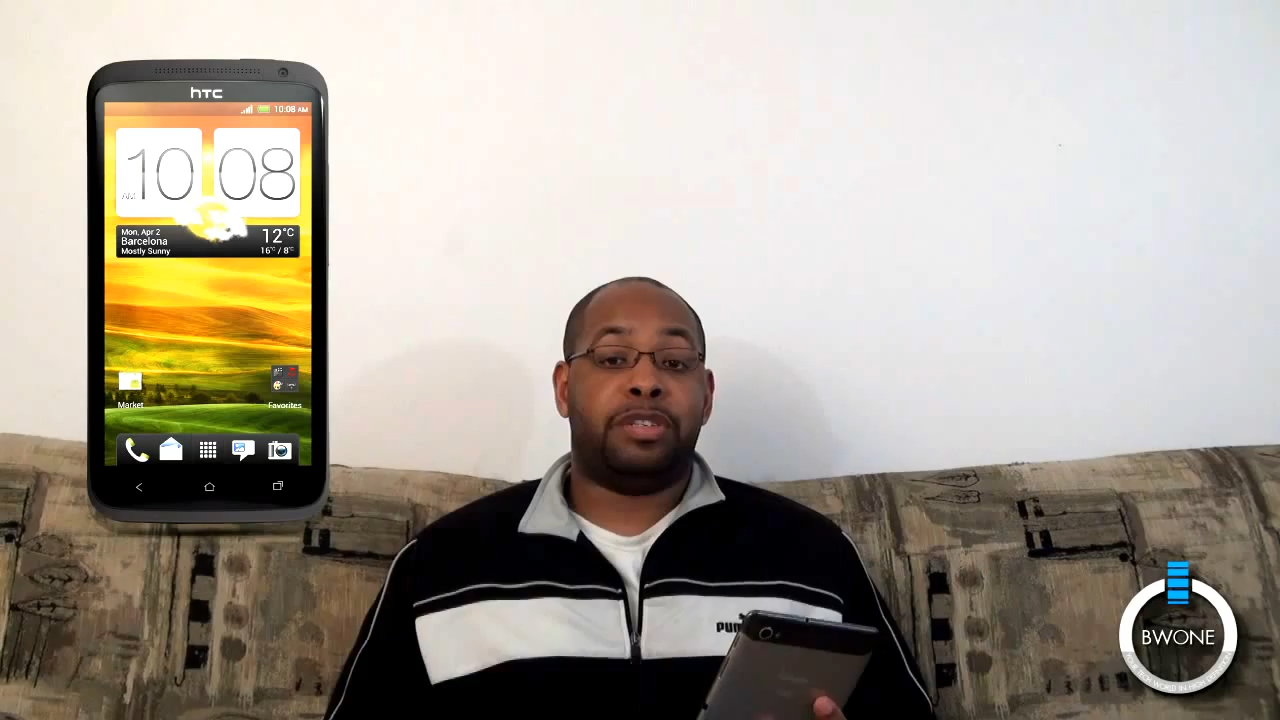 hTC
10:08 AM
10 08
AM
Mon, Apr 2
Barcelona
Mostly Sunny
12°C
16°C / 8°C
Market
Favorites
PUM
BWONE